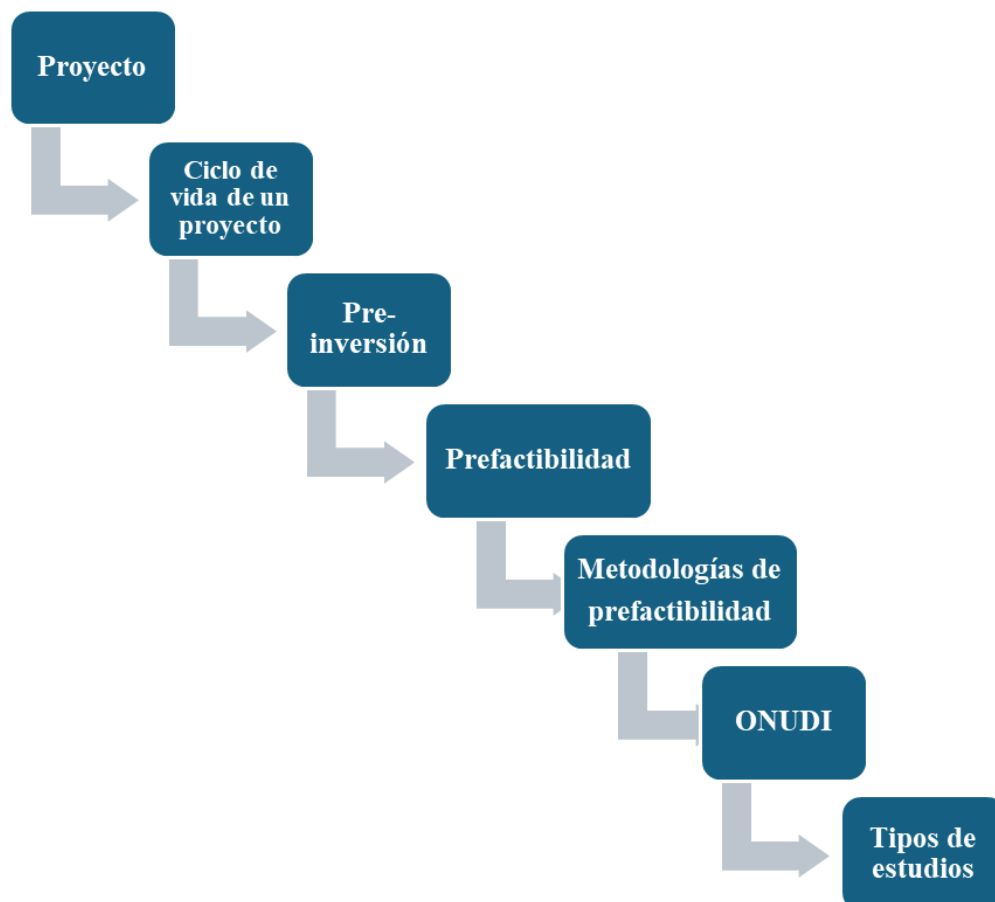 Proyecto
Ciclo de
vida de un
proyecto
Pre-
inversión
Prefactibilidad
Metodologías de
prefactibilidad
ONUDI
Tipos de
estudios